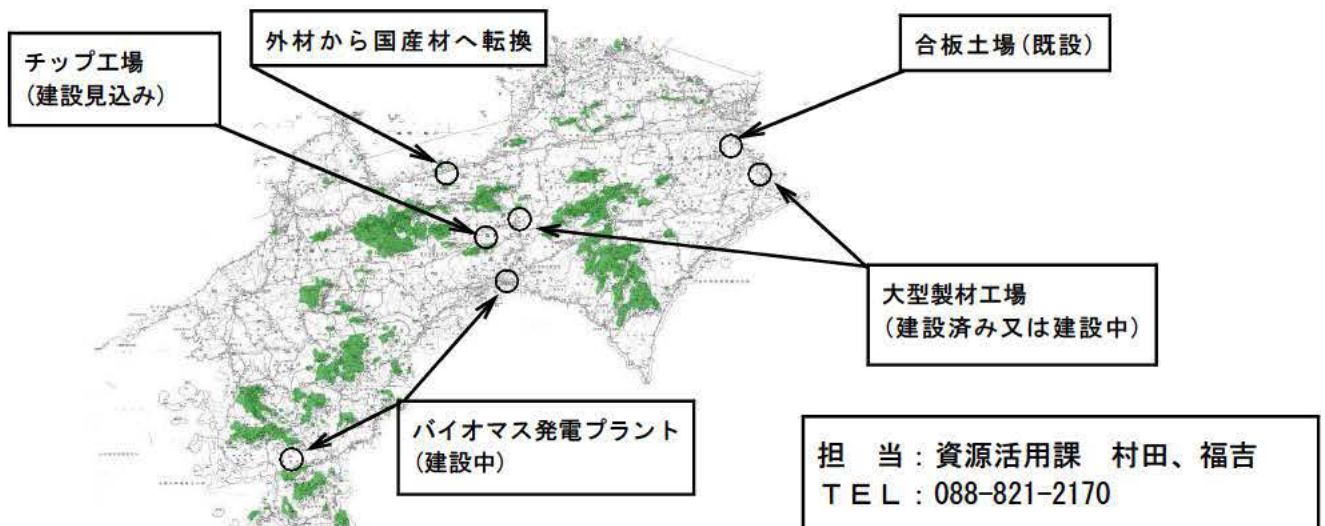 外材から国産材へ転換
合板土場(既設)
チップ工場
(建設見込み)
大型製材工場
(建設済み又は建設中)
バイオマス発電プラント
(建設中)
担　当：資源活用課　村田、福吉
ＴＥＬ：088-821-2170